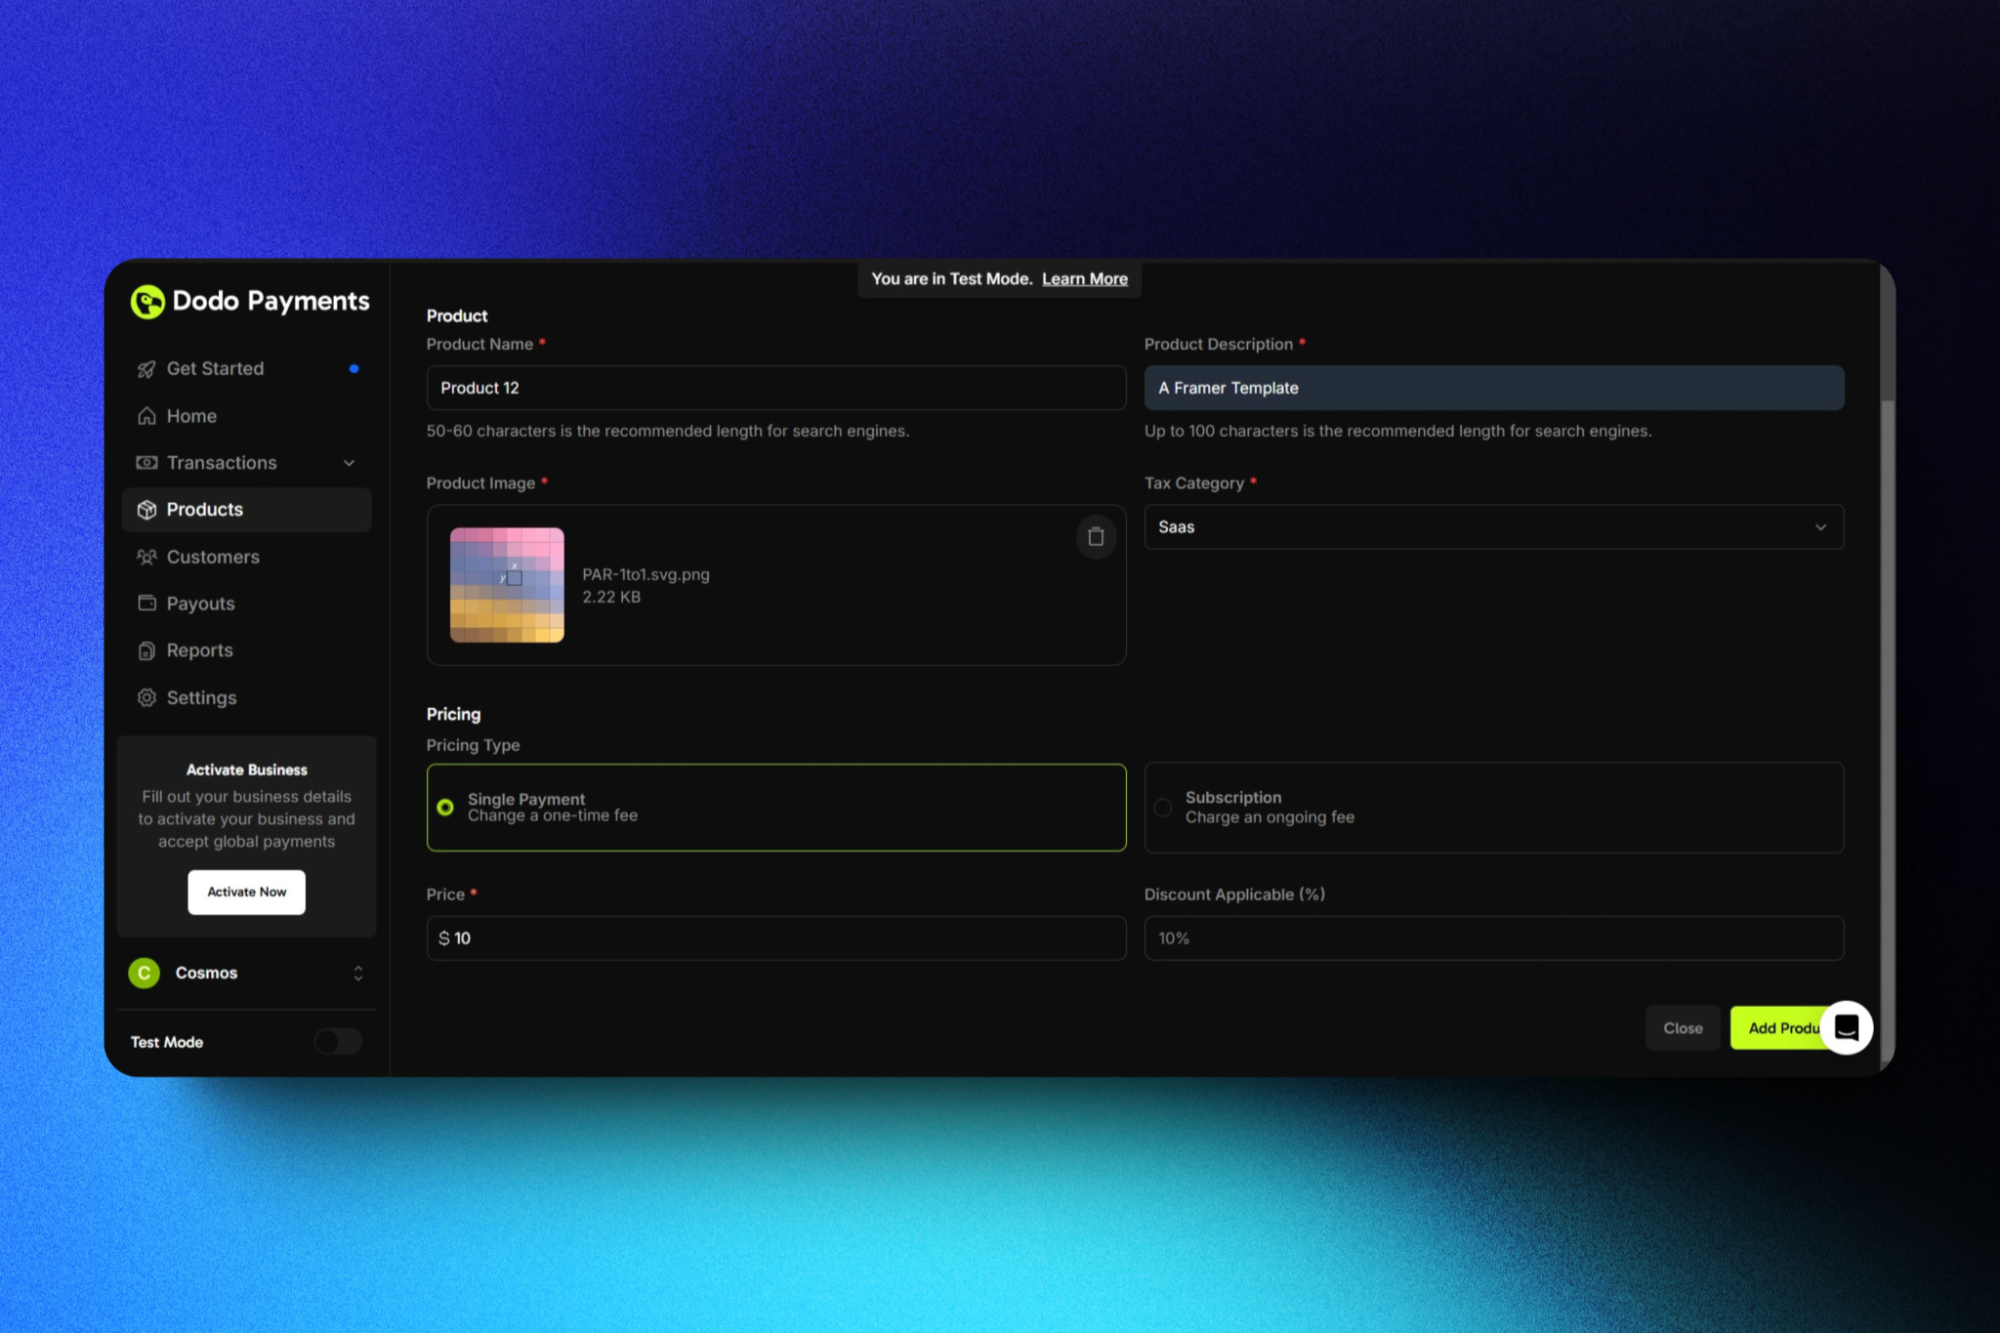 Dodo Payments
Get Started
Home
Transactions
Products
Customers
Payouts
Reports
Settings
Activate Business
Fill out your business details
to activate your business and
accept global payments
Activate Now
C Cosmos
Test Mode
You are in Test Mode. Learn More
Product
Product Name *
Product 12
50-60 characters is the recommended length for search engines.
Product Description *
A Framer Template
Up to 100 characters is the recommended length for search engines.
Product Image *
x
y
PAR-1to1.svg.png
2.22 KB
Tax Category *
Saas
Pricing
Pricing Type
Single Payment
Change a one-time fee
Subscription
Charge an ongoing fee
Price *
$ 10
Discount Applicable (%)
10%
Close
Add Produ